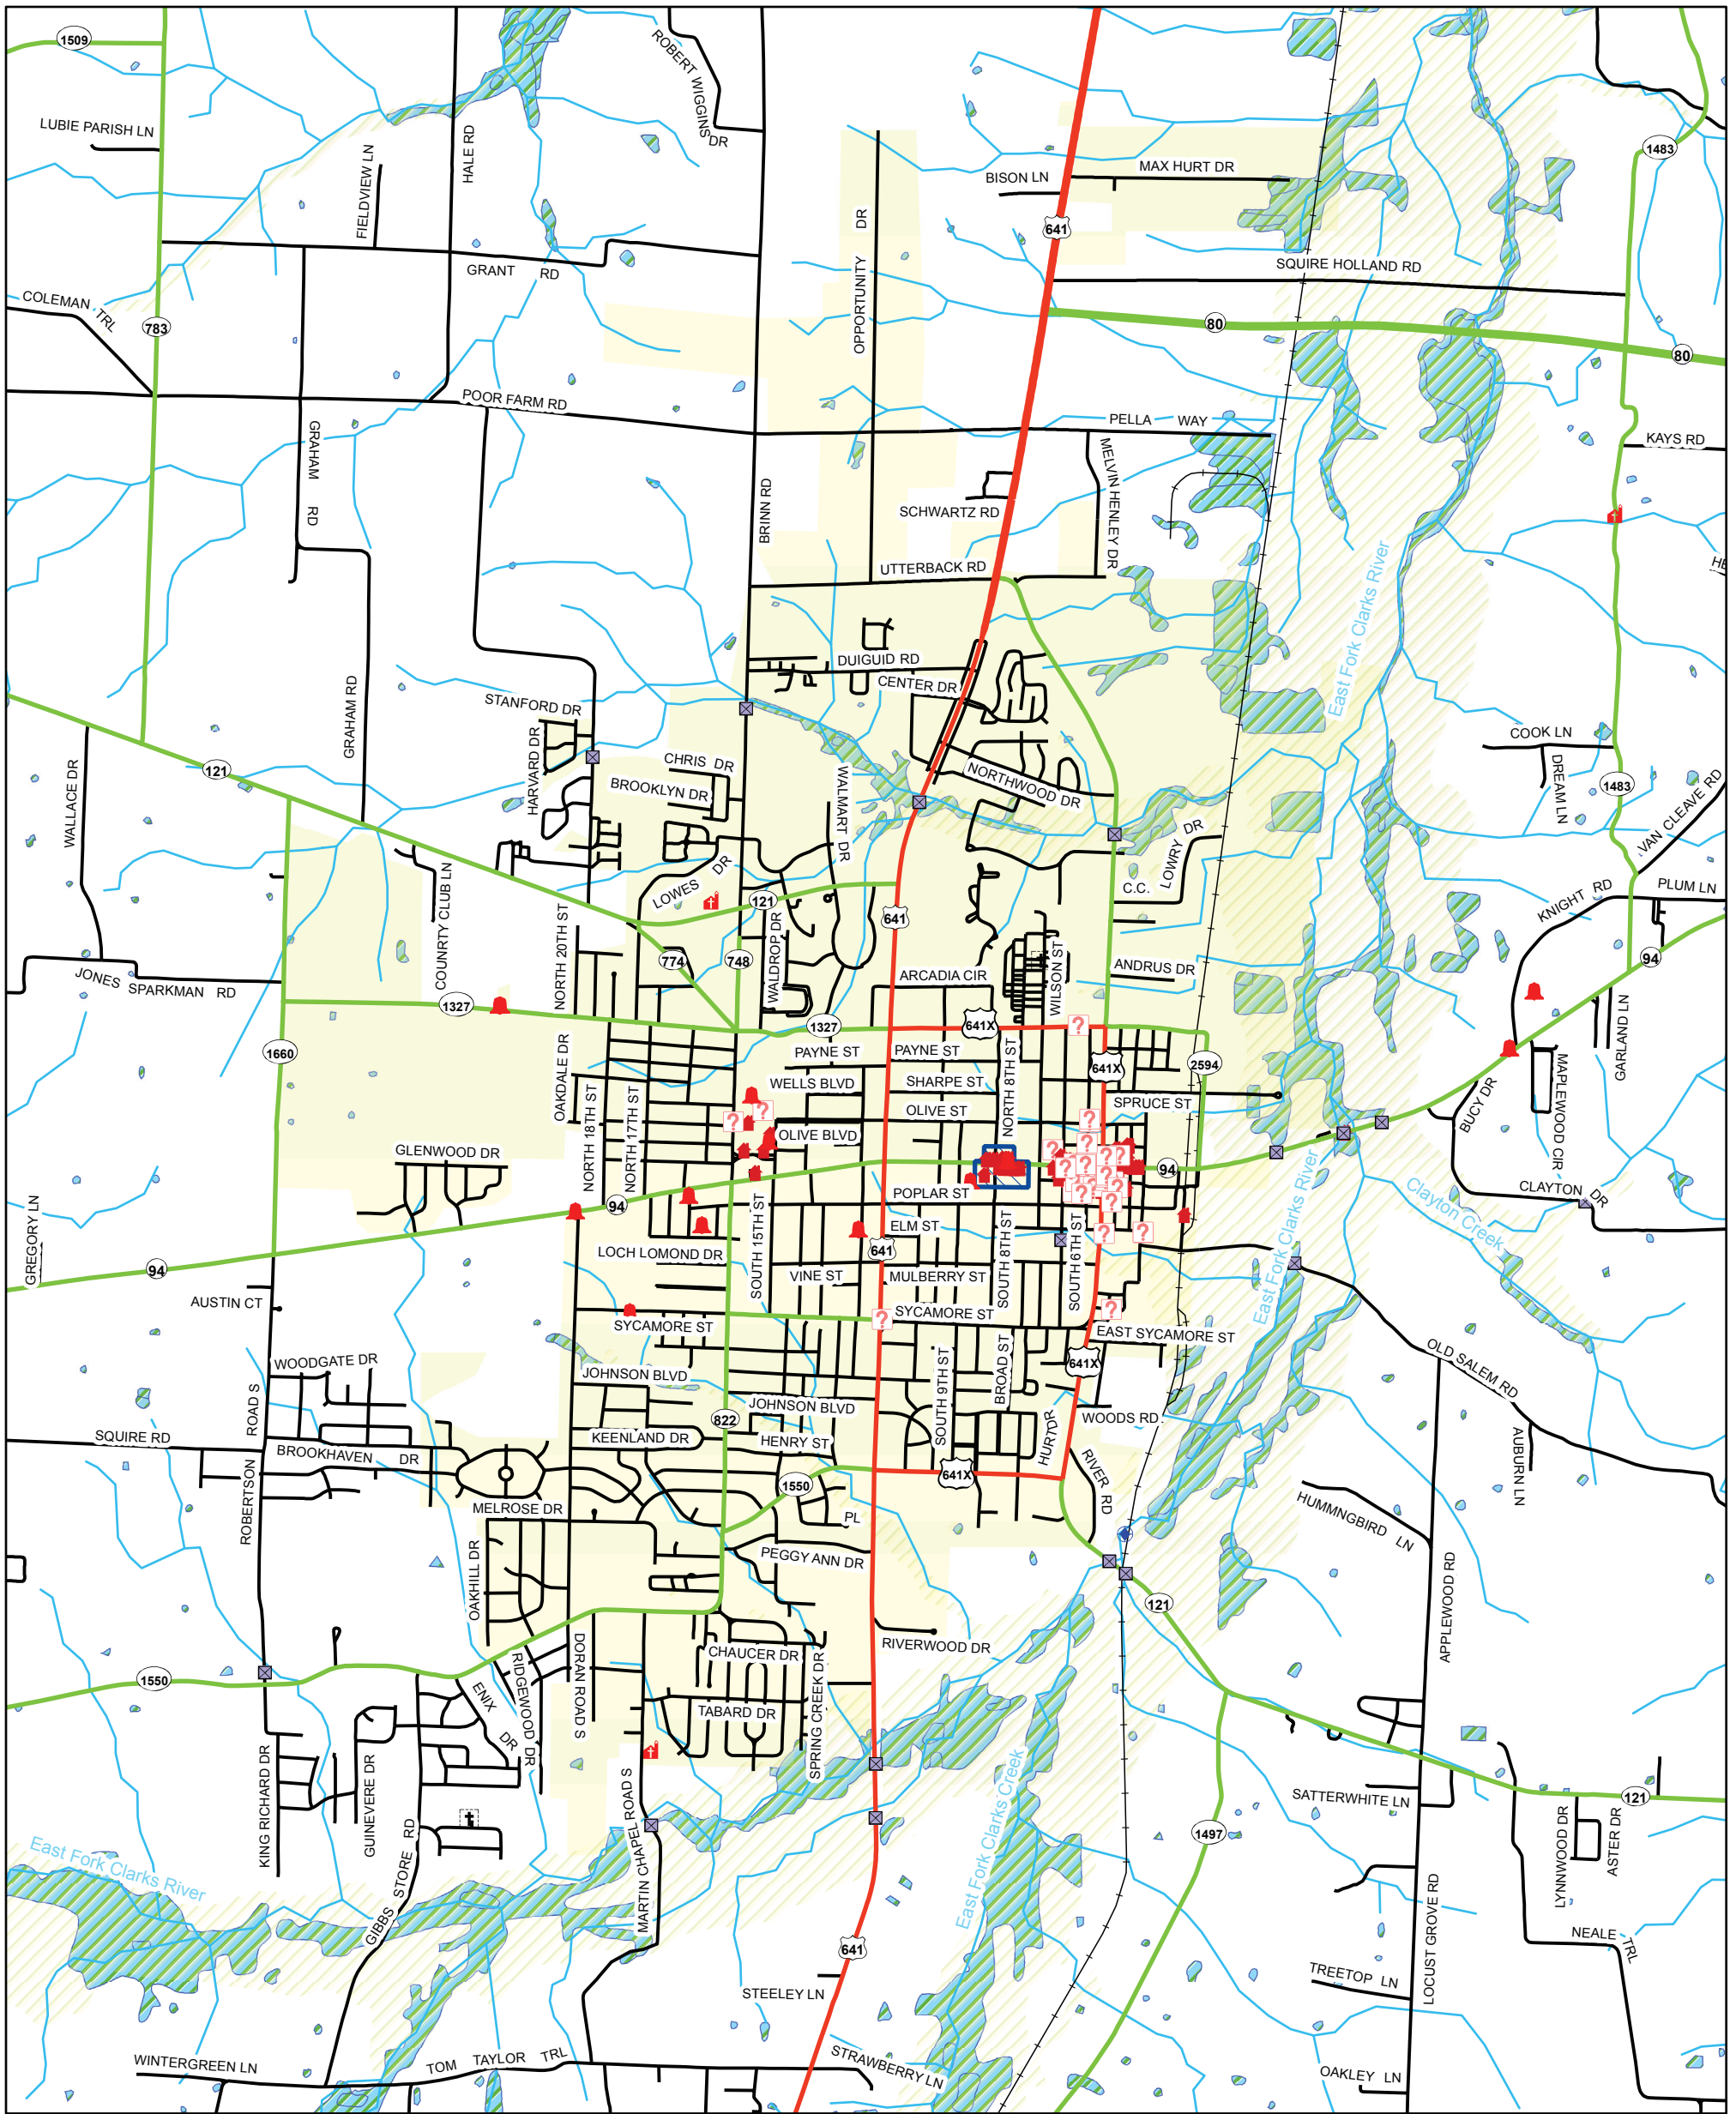 1509
ROBERT WIGGINS DR
LUBIE PARISH LN
HALE RD
FIELDVIEW LN
1483
MAX HURT DR
BISON LN
641
OPPORTUNITY DR
SQUIRE HOLLAND RD
GRANT RD
COLEMAN TRL
783
80
80
POOR FARM RD
PELLA WAY
KAYS RD
GRAHAM RD
MELVIN HENLEY DR
BRINN RD
SCHWARTZ RD
UTTERBACK RD
HE
East Fork Clarks River
DUIGUID RD
CENTER DR
STANFORD DR
GRAHAM RD
HARVARD DR
COOK LN
DREAM LN
121
CHRIS DR
BROOKLYN DR
WALMART DR
NORTHWOOD DR
1483
VAN CLEAVE RD
WALLACE DR
LOWRY DR
C.C.
LOWES DR
121
COUNRTY CLUB LN
KNIGHT RD
PLUM LN
641
NORTH 20TH ST
WALDROP DR
774
748
ARCADIA CIR
WILSON ST
ANDRUS DR
94
JONES SPARKMAN RD
1327
1327
641X
GARLAND LN
1660
OAKDALE DR
PAYNE ST
PAYNE ST
NORTH 8TH ST
641X
2594
MAPLEWOOD CIR
WELLS BLVD
SHARPE ST
SPRUCE ST
BUCY DR
NORTH 18TH ST
NORTH 17TH ST
OLIVE ST
OLIVE BLVD
GLENWOOD DR
94
94
POPLAR ST
CLAYTON DR
Clayton Creek
East Fork Clarks River
GREGORY LN
SOUTH 15TH ST
ELM ST
641
SOUTH 8TH ST
SOUTH 6TH ST
LOCH LOMOND DR
94
VINE ST
MULBERRY ST
AUSTIN CT
SYCAMORE ST
SYCAMORE ST
EAST SYCAMORE ST
OLD SALEM RD
WOODGATE DR
641X
JOHNSON BLVD
SOUTH 9TH ST
BROAD ST
JOHNSON BLVD
822
WOODS RD
SQUIRE RD
ROBERTSON ROAD S
BROOKHAVEN DR
KEENLAND DR
HENRY ST
HURTDR
RIVER RD
AUBURN LN
641X
1550
MELROSE DR
PL
HUMMNGBIRD LN
PEGGY ANN DR
OAKHILL DR
APPLEWOOD RD
121
RIVERWOOD DR
CHAUCER DR
DORAN ROAD S
RIDGEWOOD DR
SPRING CREEK DR
1550
ENIX DR
TABARD DR
KING RICHARD DR
GUINEVERE DR
MARTIN CHAPEL ROAD S
SATTERWHITE LN
121
1497
LYNNWOOD DR
ASTER DR
East Fork Clarks River
GIBBS STORE RD
East Fork Clarks Creek
LOCUST GROVE RD
641
NEALE TRL
TREETOP LN
STEELEY LN
WINTERGREEN LN
TOM TAYLOR TRL
STRAWBERRY LN
OAKLEY LN